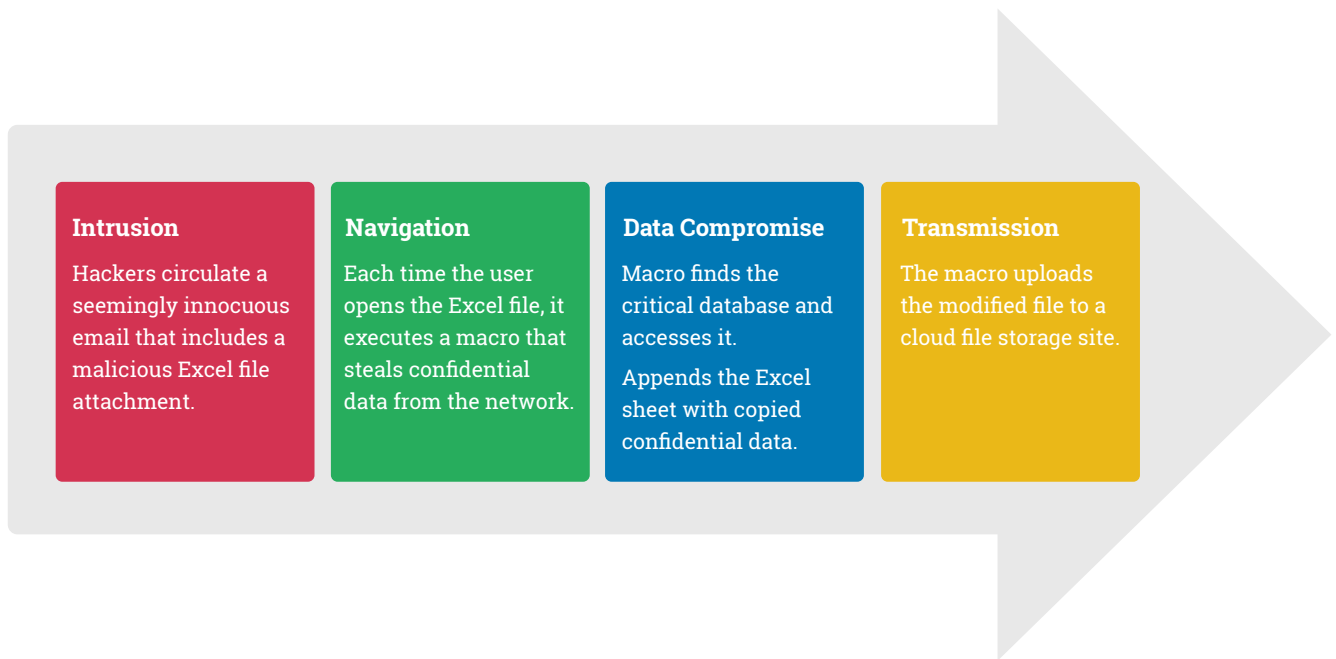 Intrusion
Hackers circulate a
seemingly innocuous
email that includes a
malicious Excel file
attachment.
Navigation
Each time the user
opens the Excel file, it
executes a macro that
steals confidential
data from the network.
Data Compromise
Macro finds the
critical database and
accesses it.
Appends the Excel
sheet with copied
confidential data.
Transmission
The macro uploads
the modified file to a
cloud file storage site.